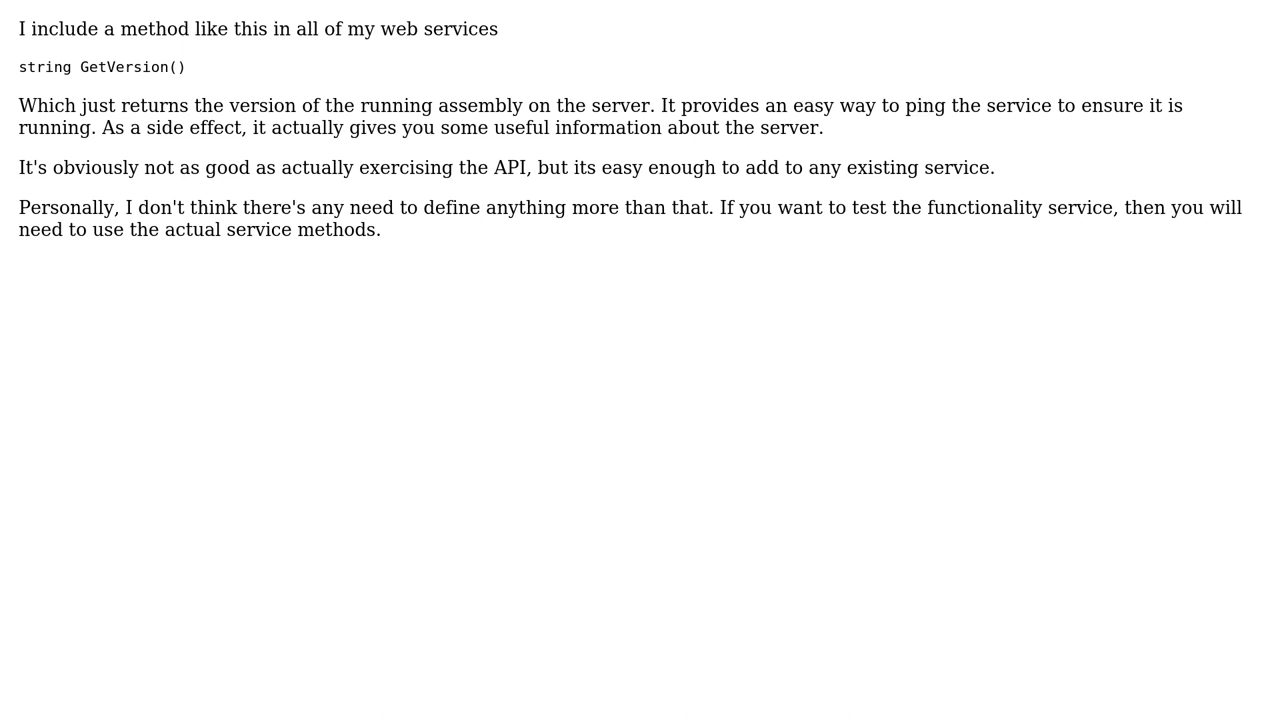 I include a method like this in all of my web services
string GetVersion()
Which just returns the version of the running assembly on the server. It provides an easy way to ping the service to ensure it is
running. As a side effect, it actually gives you some useful information about the server.
It's obviously not as good as actually exercising the API, but its easy enough to add to any existing service.
Personally, I don't think there's any need to define anything more than that. If you want to test the functionality service, then you will
need to use the actual service methods.